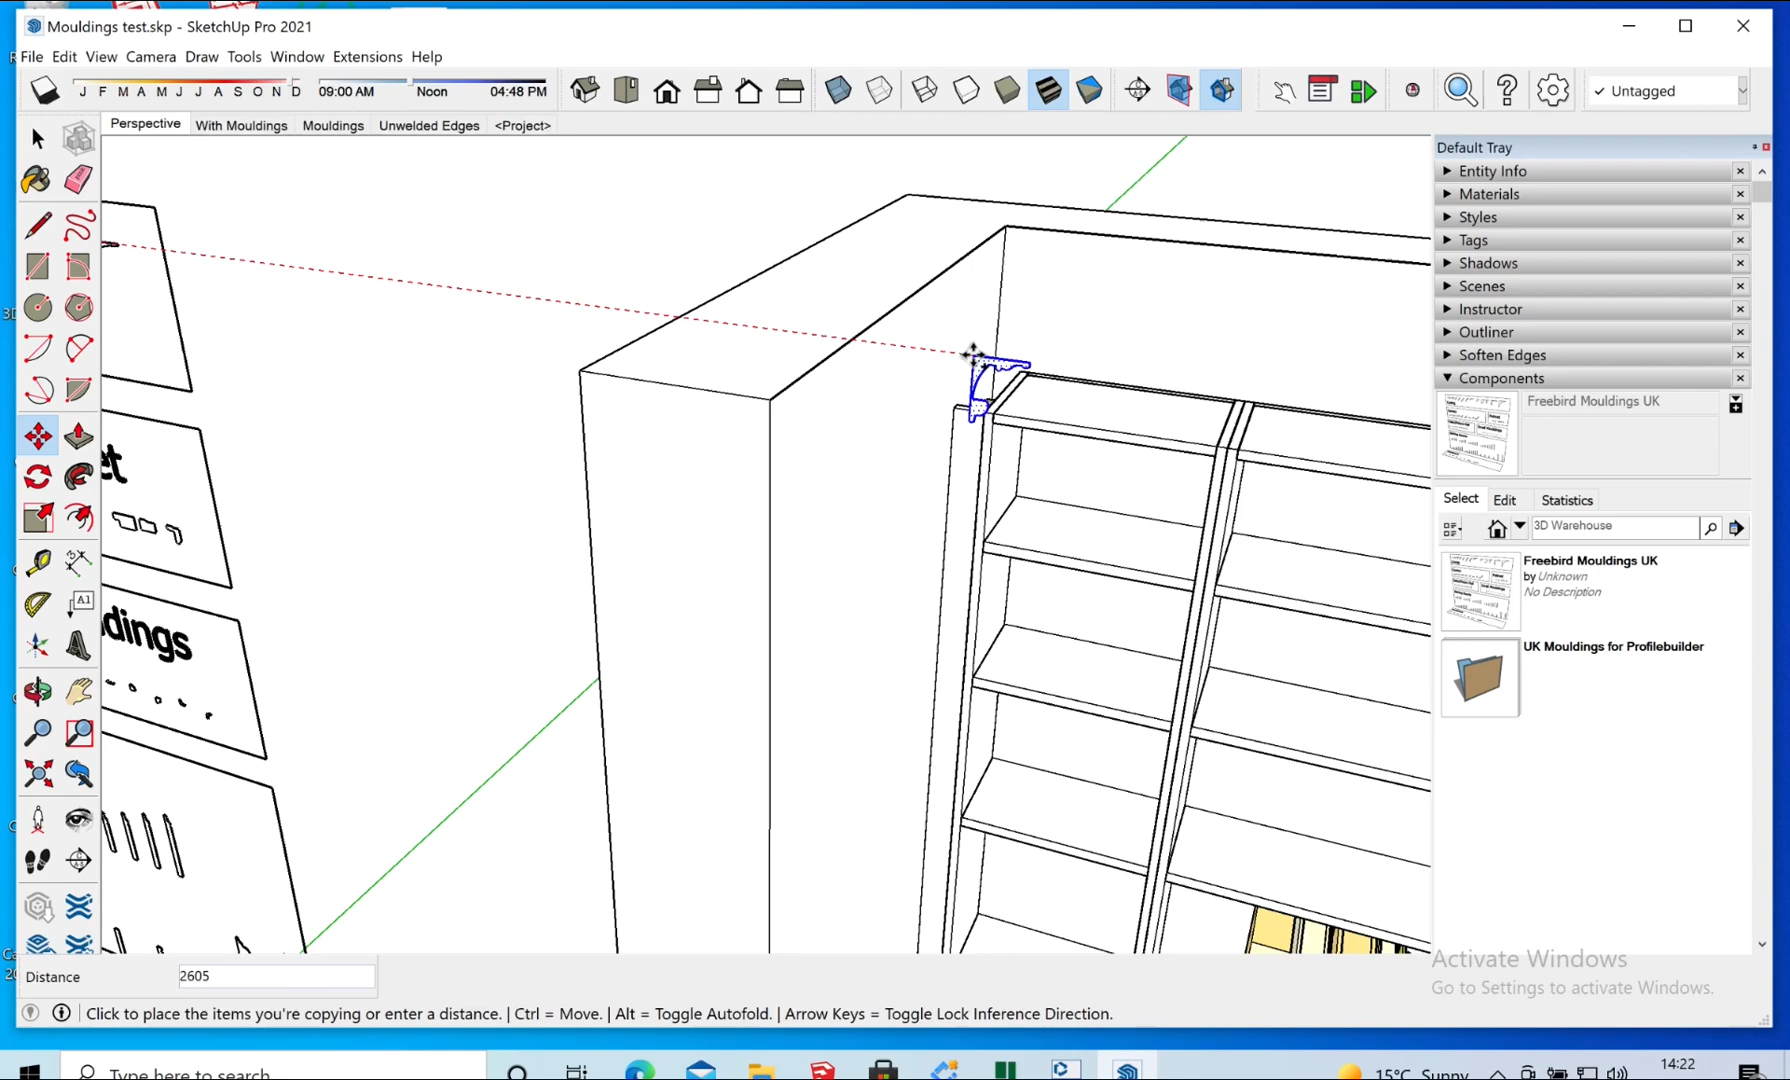 Mouldings test.skp - SketchUp Pro 2021
File Edit View Camera Draw Tools Window Extensions Help
J F M A M J J A S O N D 09:00 AM Noon 04:48 PM
✓ Untagged
Perspective With Mouldings Mouldings Unwelded Edges <Project>
Default Tray
Entity Info
Materials
Styles
Tags
Shadows
Scenes
Instructor
Outliner
Soften Edges
Components
Freebird Mouldings UK
Select Edit Statistics
3D Warehouse
Freebird Mouldings UK
by Unknown
No Description
UK Mouldings for Profilebuilder
et
dings
A1
Activate Windows
Go to Settings to activate Windows.
Distance 2605
Click to place the items you're copying or enter a distance. | Ctrl = Move. | Alt = Toggle Autofold. | Arrow Keys = Toggle Lock Inference Direction.
Type here to search
15°C Sunny
14:22